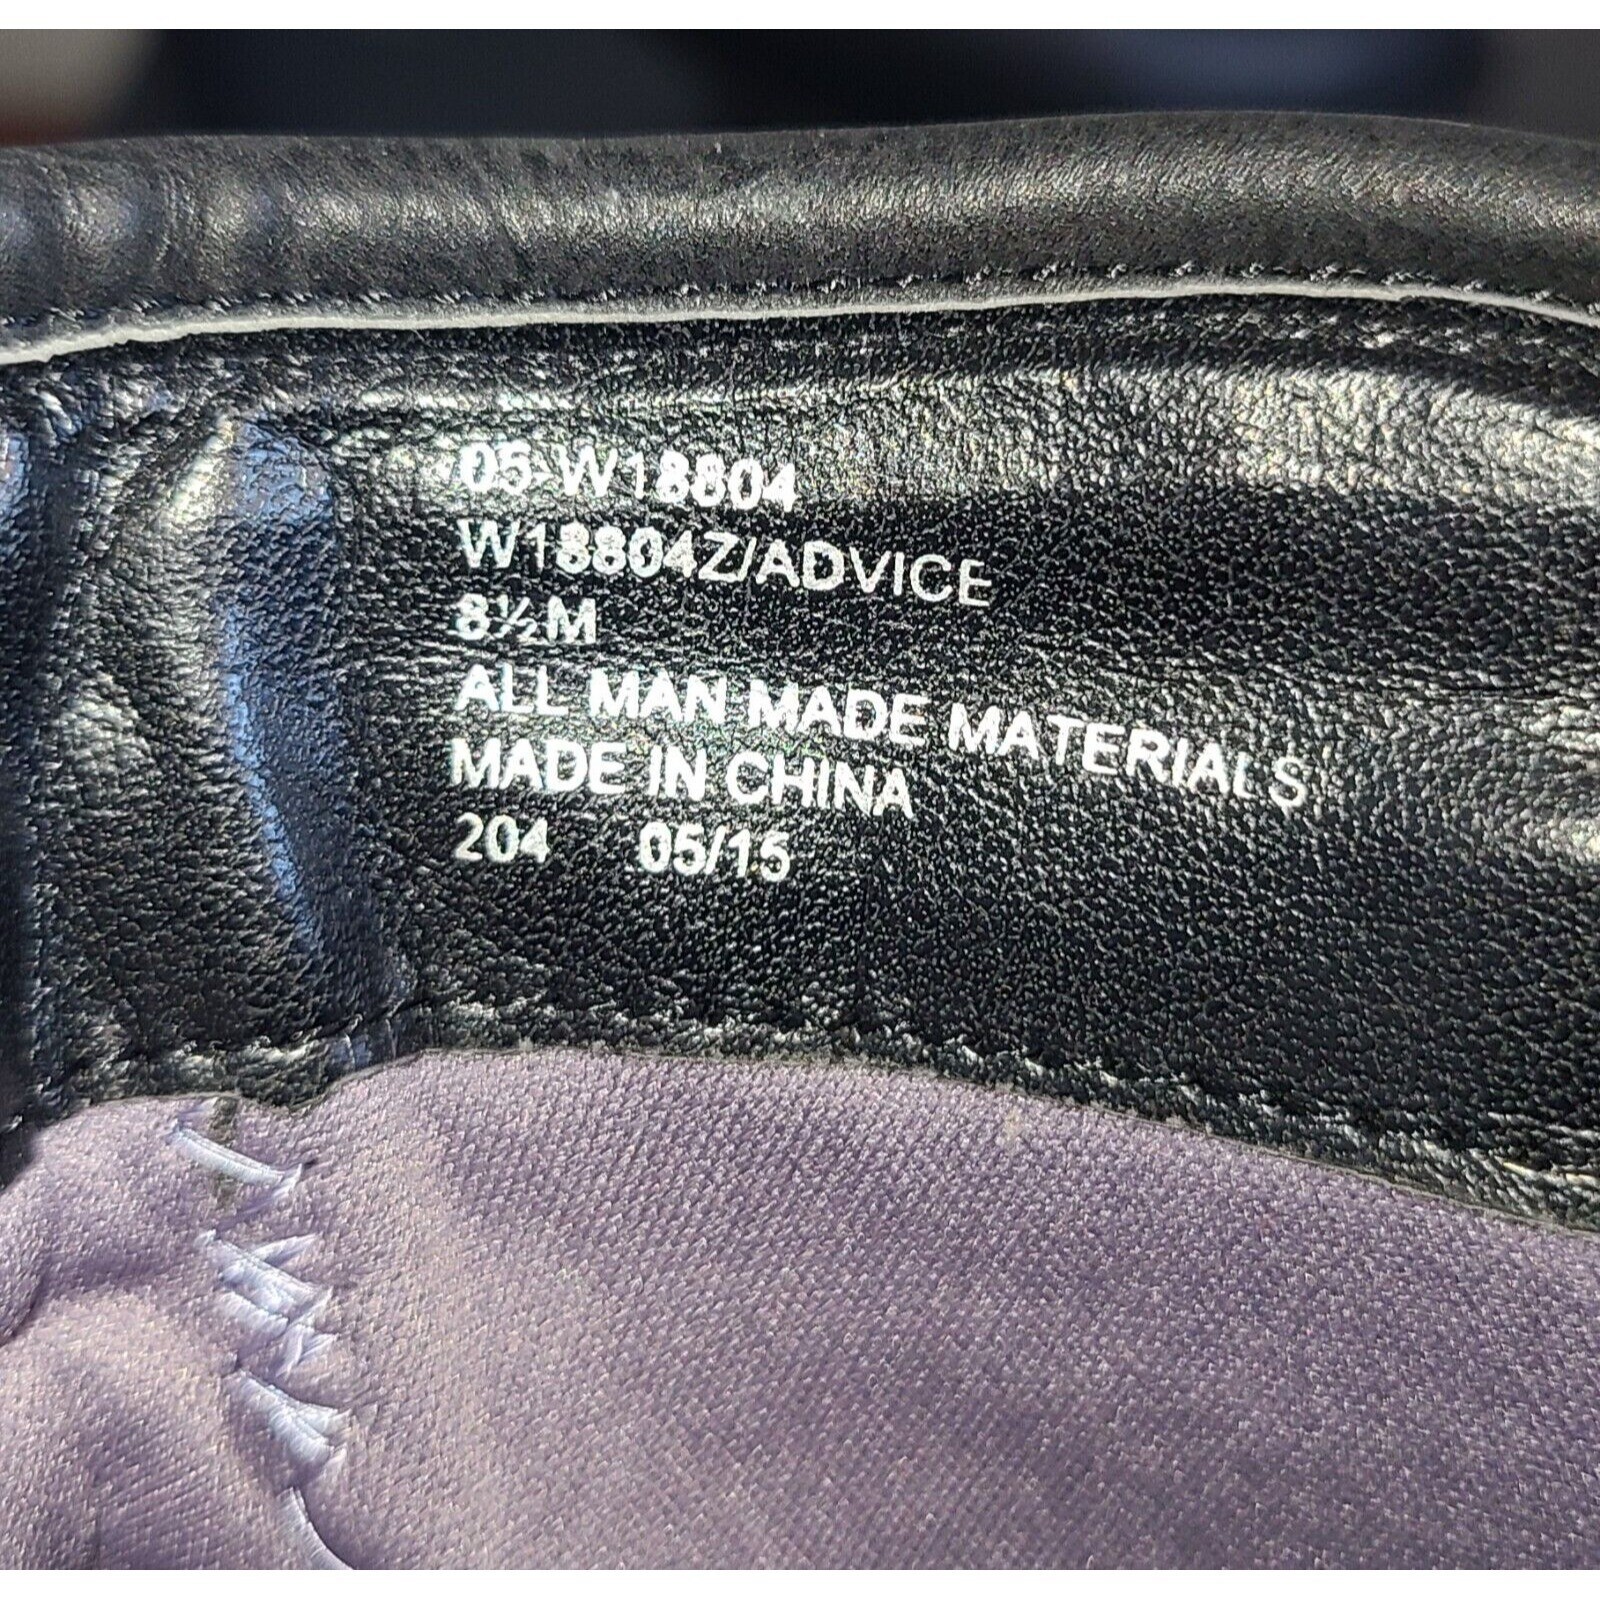 05-W18804
W18804Z/ADVICE
8½M
ALL MAN MADE MATERIALS
MADE IN CHINA
204 05/15